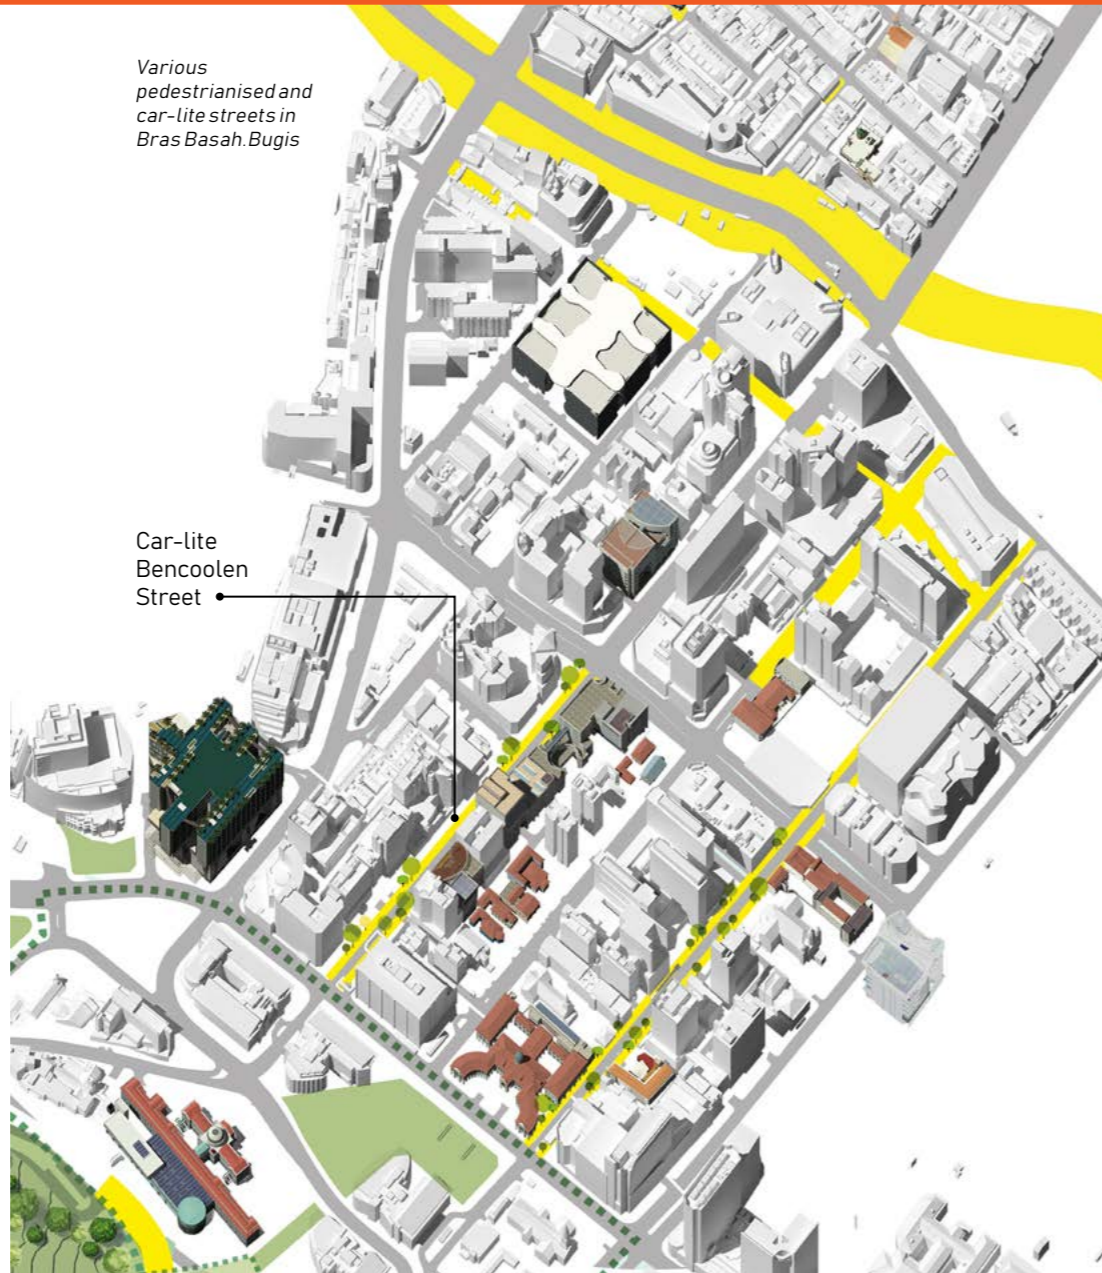 Various
pedestrianised and
car-lite streets in
Bras Basah.Bugis
Car-lite
Bencoolen
Street